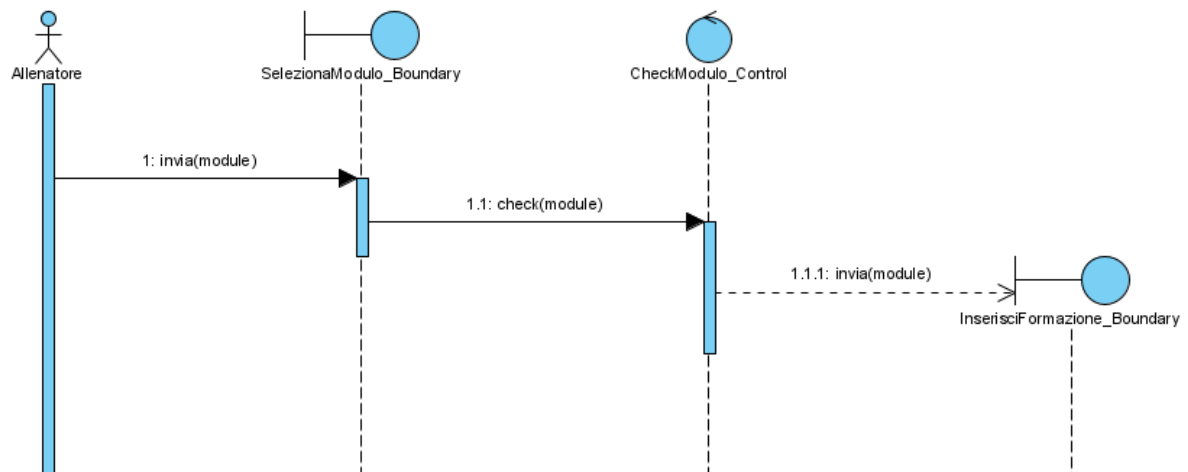 Allenatore
SelezionaModulo_Boundary
CheckModulo_Control
1: invia(module)
1.1: check(module)
1.1.1: invia(module)
InserisciFormazione_Boundary